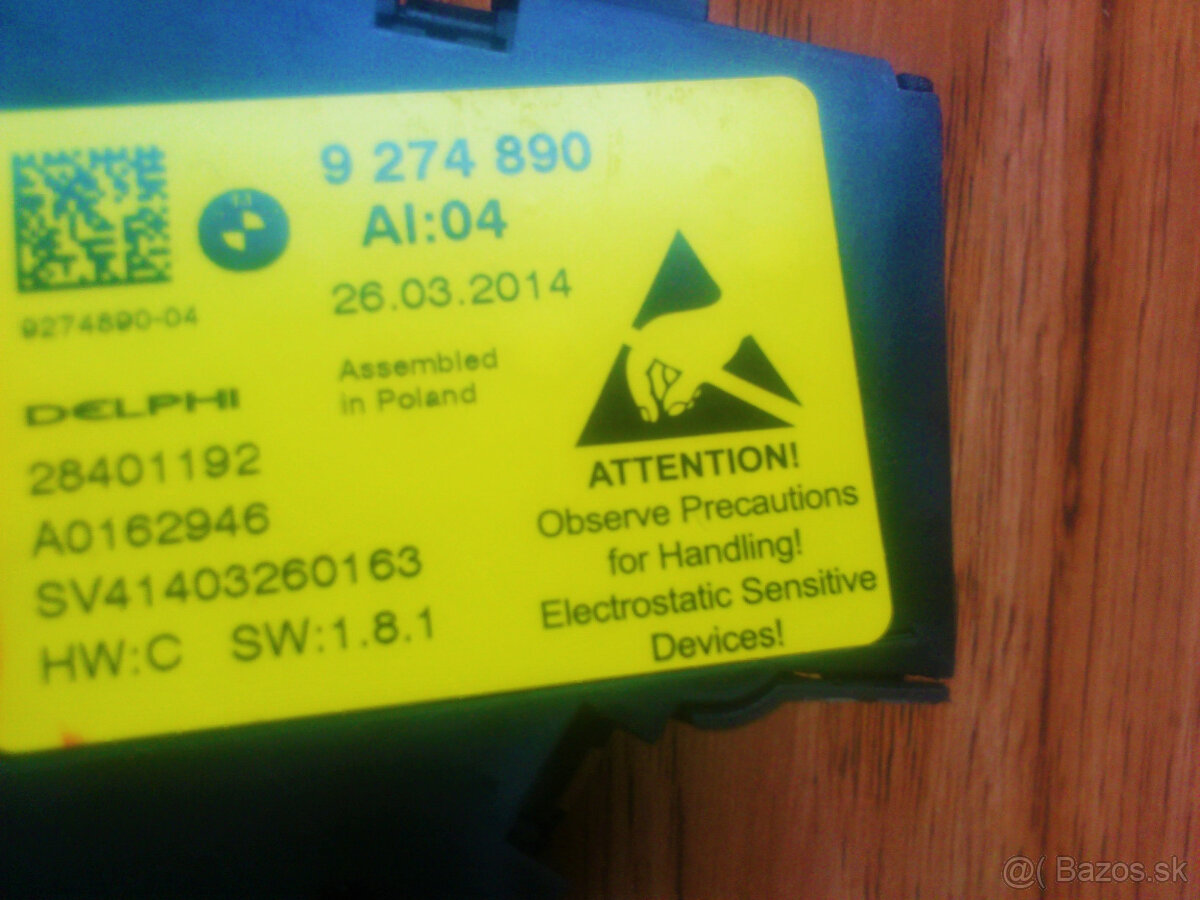 9 274 890
AI:04
26.03.2014
9274890-04
Assembled
in Poland
DELPHI
28401192
A0162946
SV41403260163
HW:C SW:1.8.1
ATTENTION!
Observe Precautions
for Handling!
Electrostatic Sensitive
Devices!
@( Bazos.sk